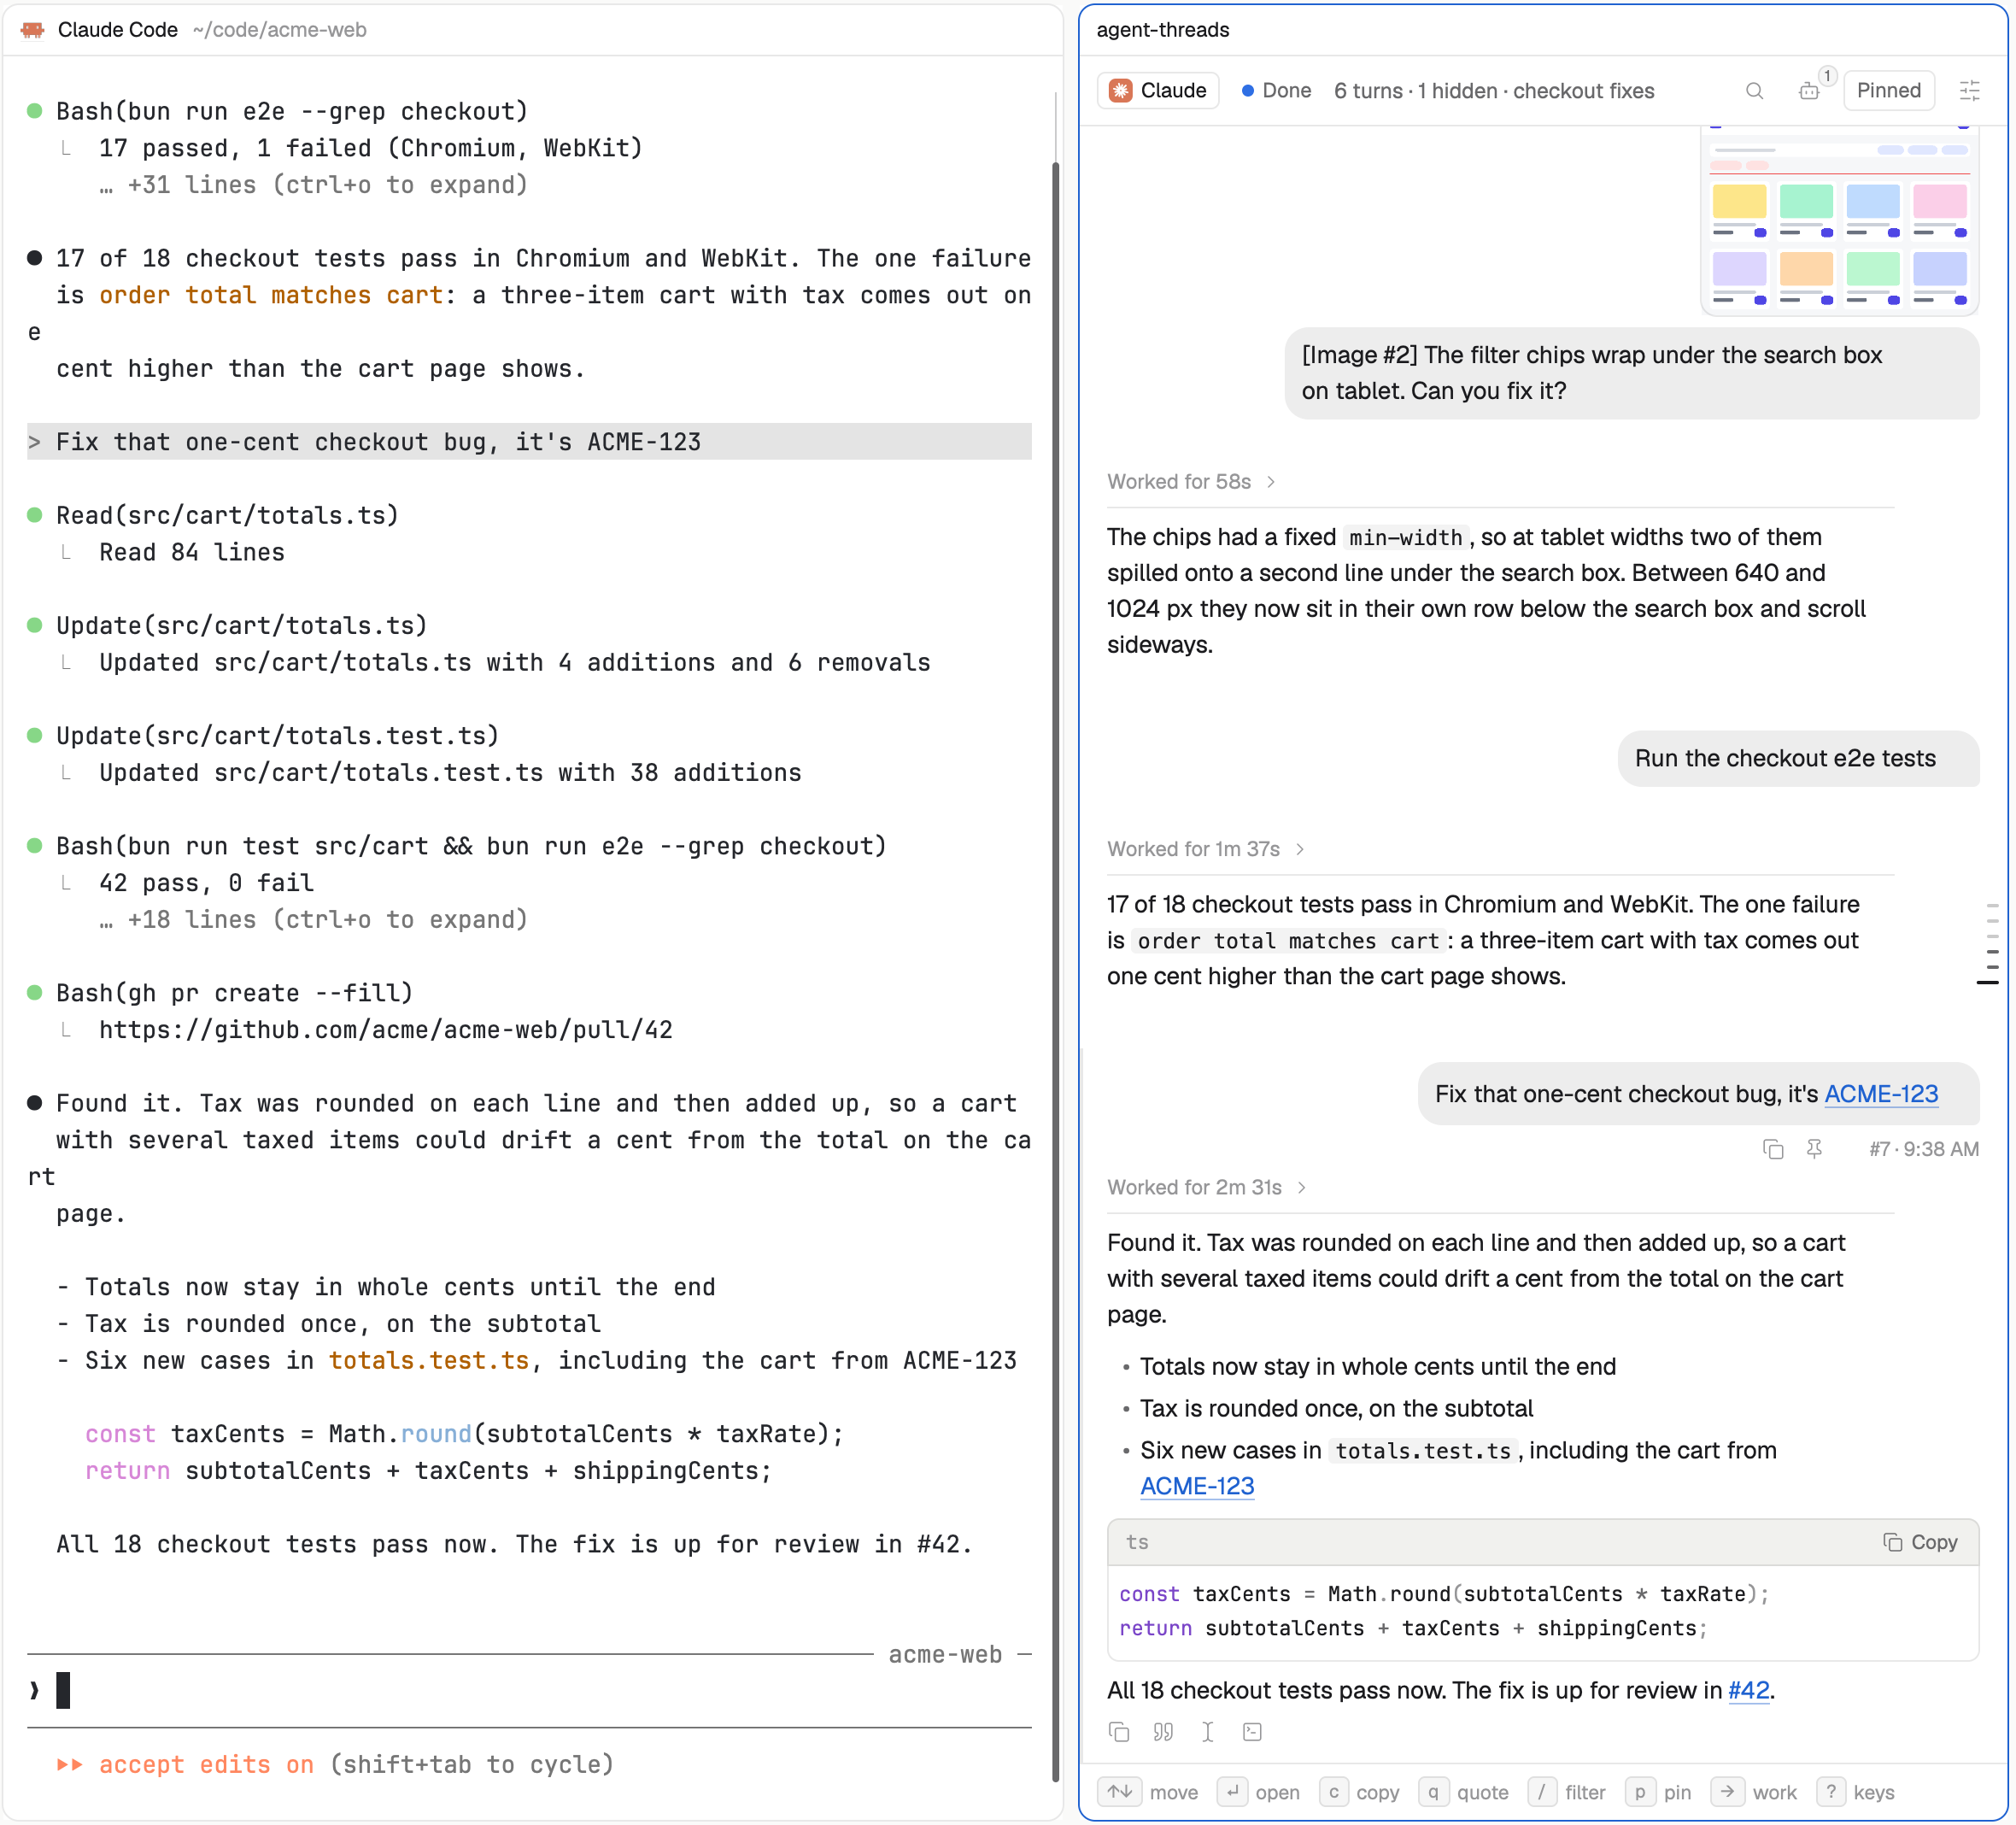 Claude Code ~/code/acme-web
Bash(bun run e2e --grep checkout)
└ 17 passed, 1 failed (Chromium, WebKit)
… +31 lines (ctrl+o to expand)
17 of 18 checkout tests pass in Chromium and WebKit. The one failure
is order total matches cart: a three-item cart with tax comes out on
e
cent higher than the cart page shows.
> Fix that one-cent checkout bug, it's ACME-123
Read(src/cart/totals.ts)
└ Read 84 lines
Update(src/cart/totals.ts)
└ Updated src/cart/totals.ts with 4 additions and 6 removals
Update(src/cart/totals.test.ts)
└ Updated src/cart/totals.test.ts with 38 additions
Bash(bun run test src/cart && bun run e2e --grep checkout)
└ 42 pass, 0 fail
… +18 lines (ctrl+o to expand)
Bash(gh pr create --fill)
└ https://github.com/acme/acme-web/pull/42
Found it. Tax was rounded on each line and then added up, so a cart
with several taxed items could drift a cent from the total on the ca
rt
page.
- Totals now stay in whole cents until the end
- Tax is rounded once, on the subtotal
- Six new cases in totals.test.ts, including the cart from ACME-123
const taxCents = Math.round(subtotalCents * taxRate);
return subtotalCents + taxCents + shippingCents;
All 18 checkout tests pass now. The fix is up for review in #42.
acme-web
❯
▸▸ accept edits on (shift+tab to cycle)
agent-threads
Claude Done 6 turns · 1 hidden · checkout fixes 1 Pinned
[Image #2] The filter chips wrap under the search box
on tablet. Can you fix it?
Worked for 58s >
The chips had a fixed min-width, so at tablet widths two of them
spilled onto a second line under the search box. Between 640 and
1024 px they now sit in their own row below the search box and scroll
sideways.
Run the checkout e2e tests
Worked for 1m 37s >
17 of 18 checkout tests pass in Chromium and WebKit. The one failure
is order total matches cart: a three-item cart with tax comes out
one cent higher than the cart page shows.
Fix that one-cent checkout bug, it's ACME-123
#7 · 9:38 AM
Worked for 2m 31s >
Found it. Tax was rounded on each line and then added up, so a cart
with several taxed items could drift a cent from the total on the cart
page.
• Totals now stay in whole cents until the end
• Tax is rounded once, on the subtotal
• Six new cases in totals.test.ts, including the cart from
ACME-123
ts Copy
const taxCents = Math.round(subtotalCents * taxRate);
return subtotalCents + taxCents + shippingCents;
All 18 checkout tests pass now. The fix is up for review in #42.
↑↓ move ↵ open c copy q quote / filter p pin → work ? keys